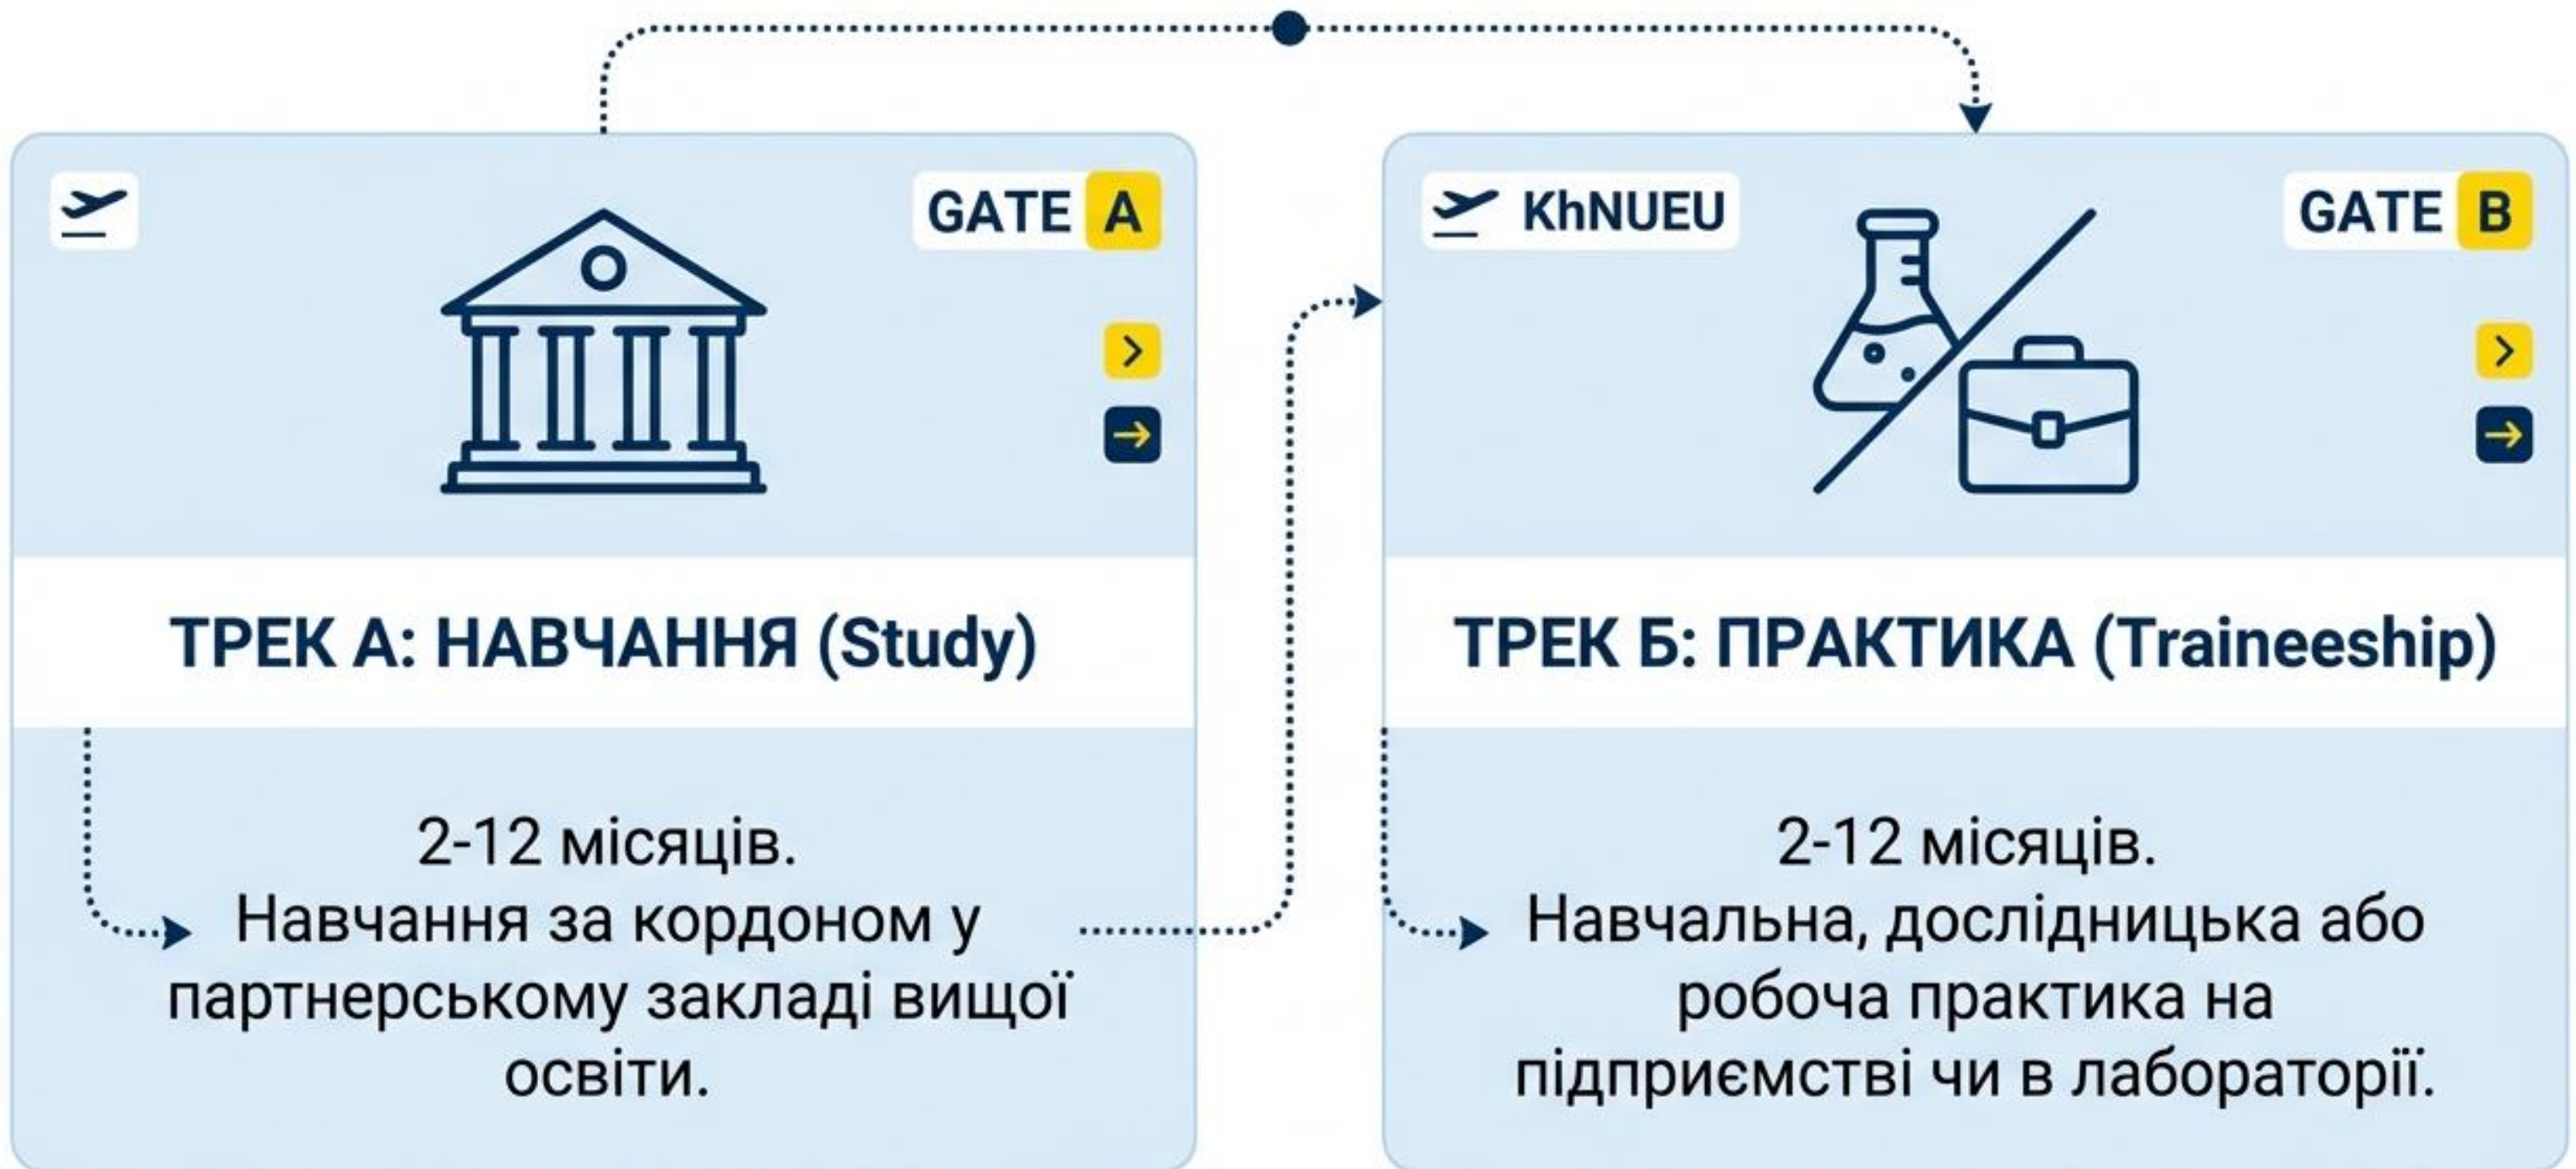 GATE A
ТРЕК А: НАВЧАННЯ (Study)
2-12 місяців.
Навчання за кордоном у
партнерському закладі вищої
освіти.
KhNUEU
GATE B
ТРЕК Б: ПРАКТИКА (Traineeship)
2-12 місяців.
Навчальна, дослідницька або
робоча практика на
підприємстві чи в лабораторії.